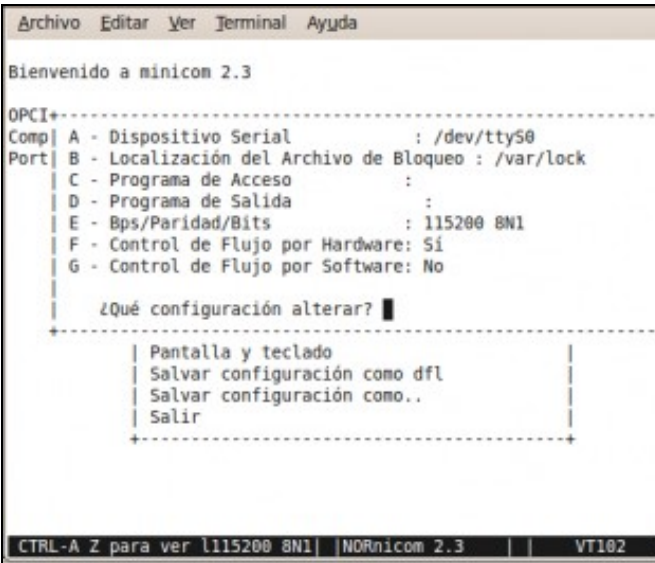 Archivo Editar Ver Terminal Ayuda
Bienvenido a minicom 2.3
OPCI+------------------------------------------------------
Comp| A - Dispositivo Serial : /dev/ttyS0
Port| B - Localización del Archivo de Bloqueo : /var/lock
| C - Programa de Acceso :
| D - Programa de Salida :
| E - Bps/Paridad/Bits : 115200 8N1
| F - Control de Flujo por Hardware: Sí
| G - Control de Flujo por Software: No
|
| ¿Qué configuración alterar?
+------------------------------------------------------
| Pantalla y teclado |
| Salvar configuración como dfl |
| Salvar configuración como.. |
| Salir |
+----------------------------------------+
CTRL-A Z para ver l115200 8N1| |NORnicom 2.3 | | VT102